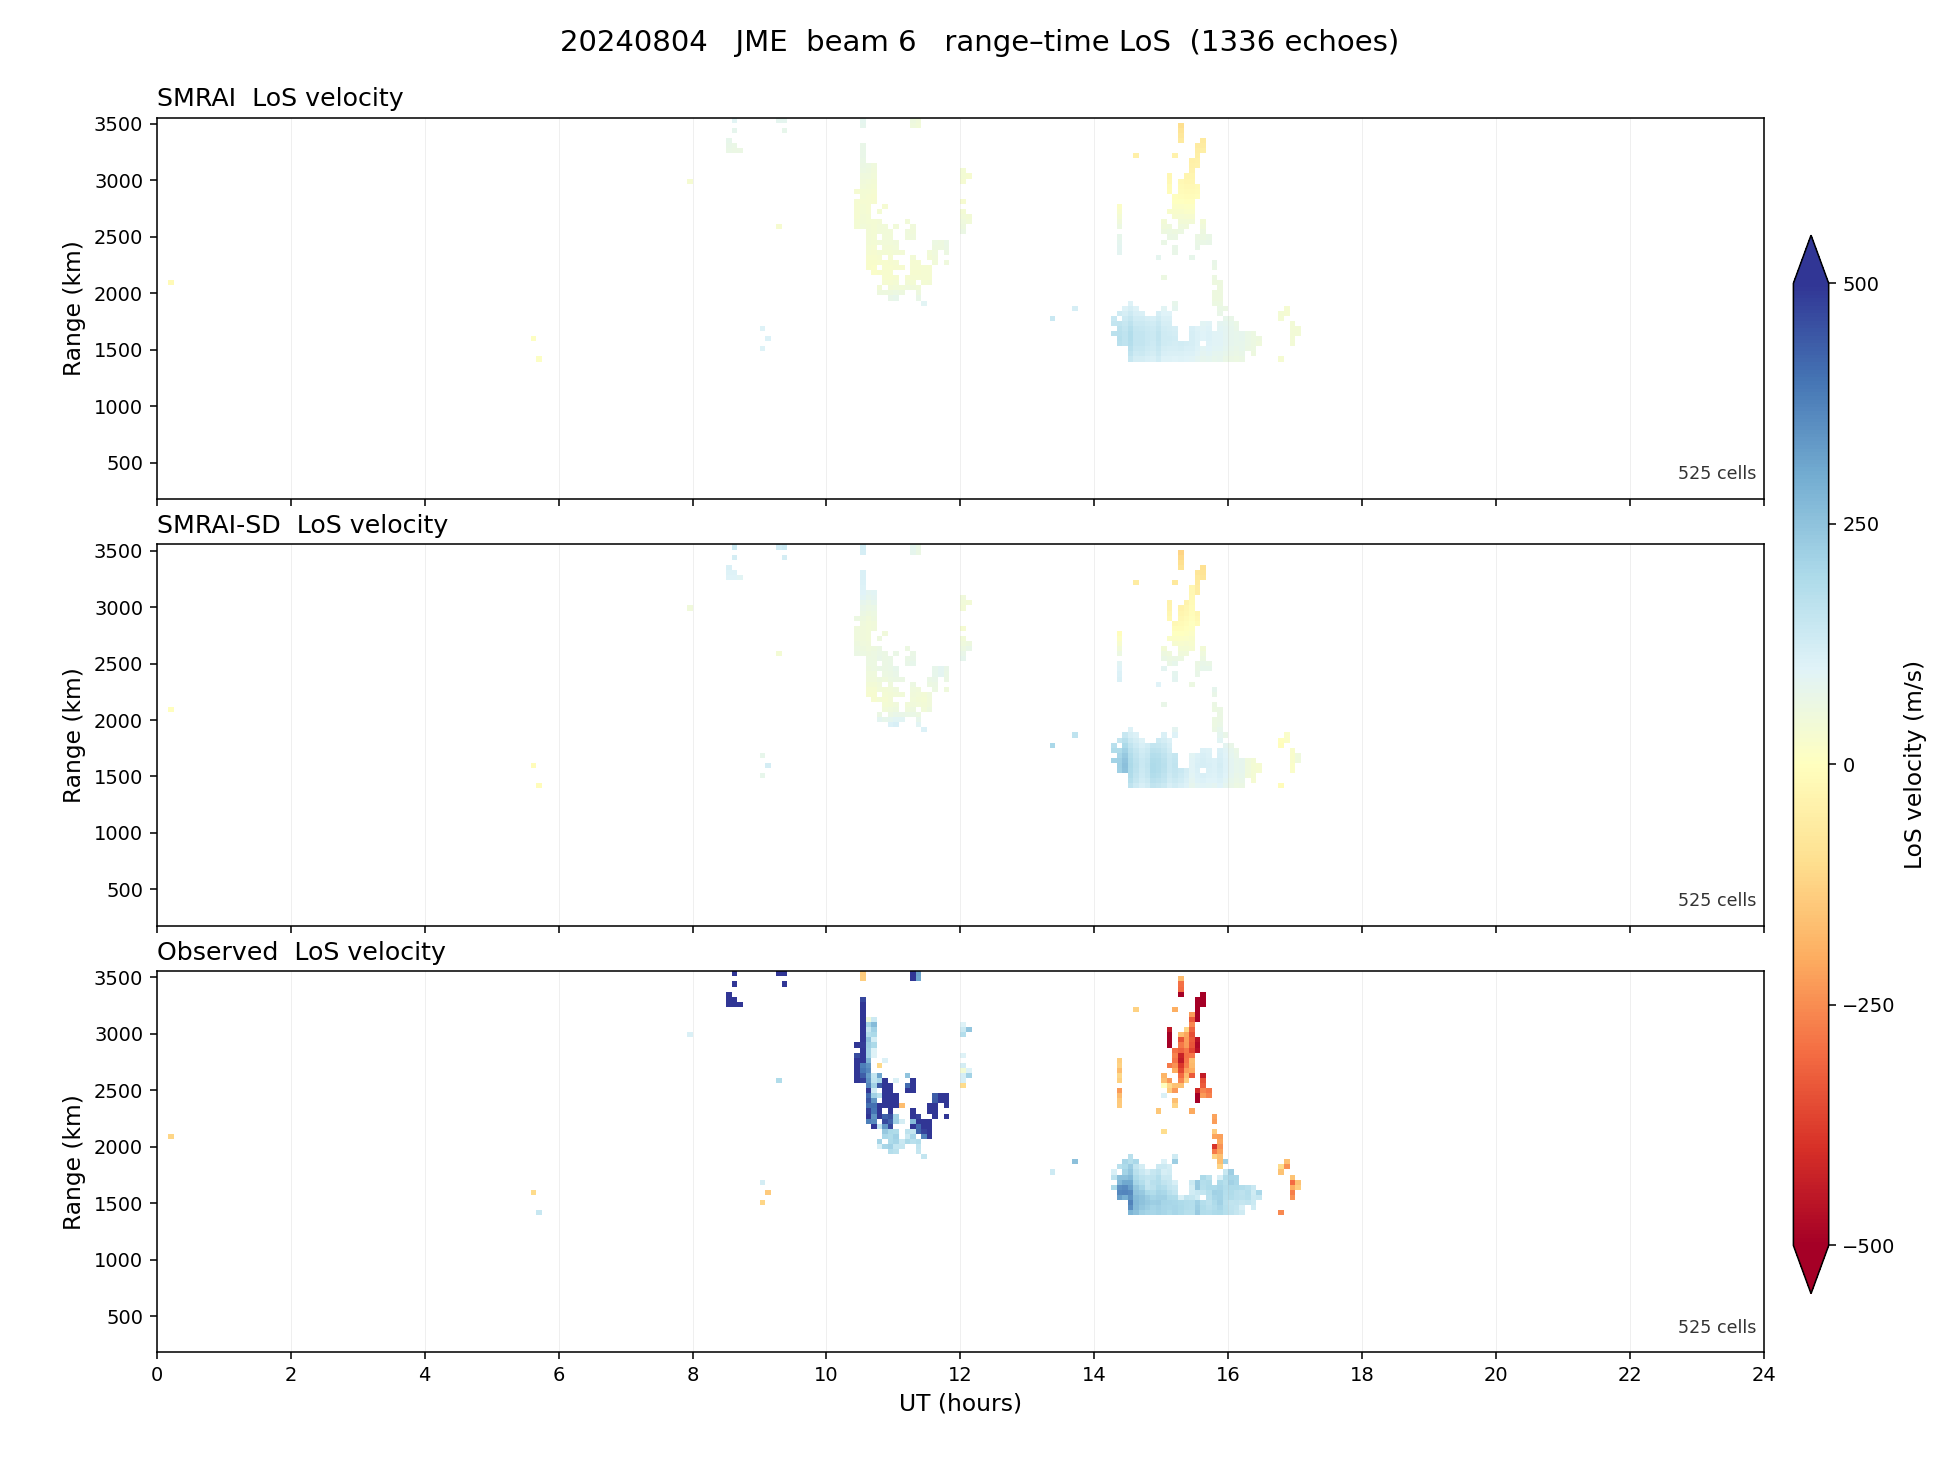 20240804   JME  beam 6   range–time LoS  (1336 echoes)
SMRAI  LoS velocity
3500
3000
2500
2000
1500
1000
500
Range (km)
525 cells
SMRAI-SD  LoS velocity
3500
3000
2500
2000
1500
1000
500
Range (km)
525 cells
Observed  LoS velocity
3500
3000
2500
2000
1500
1000
500
Range (km)
525 cells
0 2 4 6 8 10 12 14 16 18 20 22 24
UT (hours)
500
250
0
−250
−500
LoS velocity (m/s)